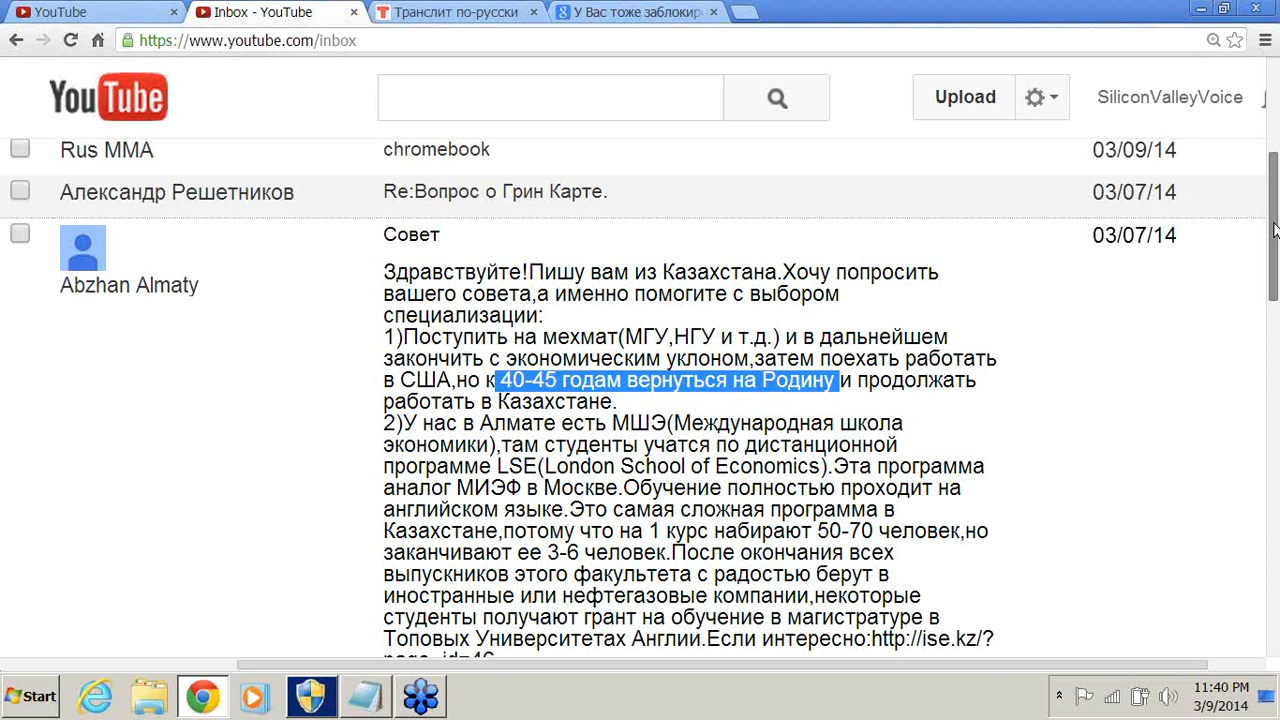 YouTube
Inbox - YouTube
Транслит по-русски
У Вас тоже заблокир
https://www.youtube.com/inbox
YouTube
Upload
SiliconValleyVoice
Rus MMA
chromebook
03/09/14
Александр Решетников
Re:Вопрос о Грин Карте.
03/07/14
Совет
03/07/14
Abzhan Almaty
Здравствуйте!Пишу вам из Казахстана.Хочу попросить
вашего совета,а именно помогите с выбором
специализации:
1)Поступить на мехмат(МГУ,НГУ и т.д.) и в дальнейшем
закончить с экономическим уклоном,затем поехать работать
в США,но к 40-45 годам вернуться на Родину и продолжать
работать в Казахстане.
2)У нас в Алмате есть МШЭ(Международная школа
экономики),там студенты учатся по дистанционной
программе LSE(London School of Economics).Эта программа
аналог МИЭФ в Москве.Обучение полностью проходит на
английском языке.Это самая сложная программа в
Казахстане,потому что на 1 курс набирают 50-70 человек,но
заканчивают ее 3-6 человек.После окончания всех
выпускников этого факультета с радостью берут в
иностранные или нефтегазовые компании,некоторые
студенты получают грант на обучение в магистратуре в
Топовых Университетах Англии.Если интересно:http://ise.kz/?
page_id=46
Start
11:40 PM
3/9/2014